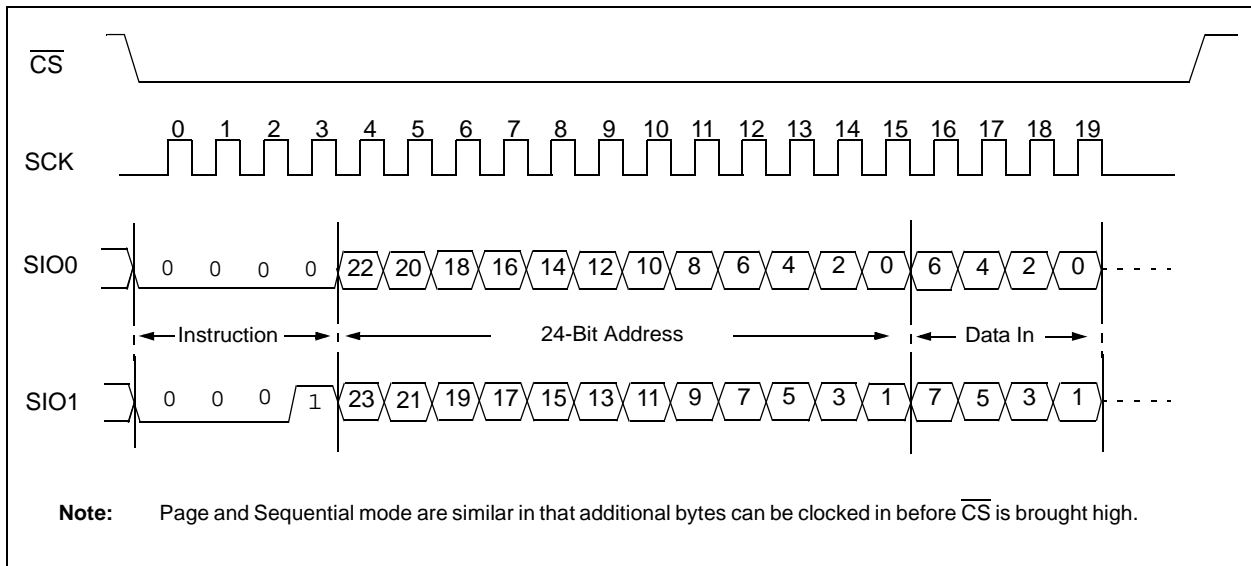 CS
0 1 2 3 4 5 6 7 8 9 10 11 12 13 14 15 16 17 18 19
SCK
SIO0 0 0 0 0 22 20 18 16 14 12 10 8 6 4 2 0 6 4 2 0
Instruction 24-Bit Address Data In
SIO1 0 0 0 1 23 21 19 17 15 13 11 9 7 5 3 1 7 5 3 1
Note: Page and Sequential mode are similar in that additional bytes can be clocked in before CS is brought high.